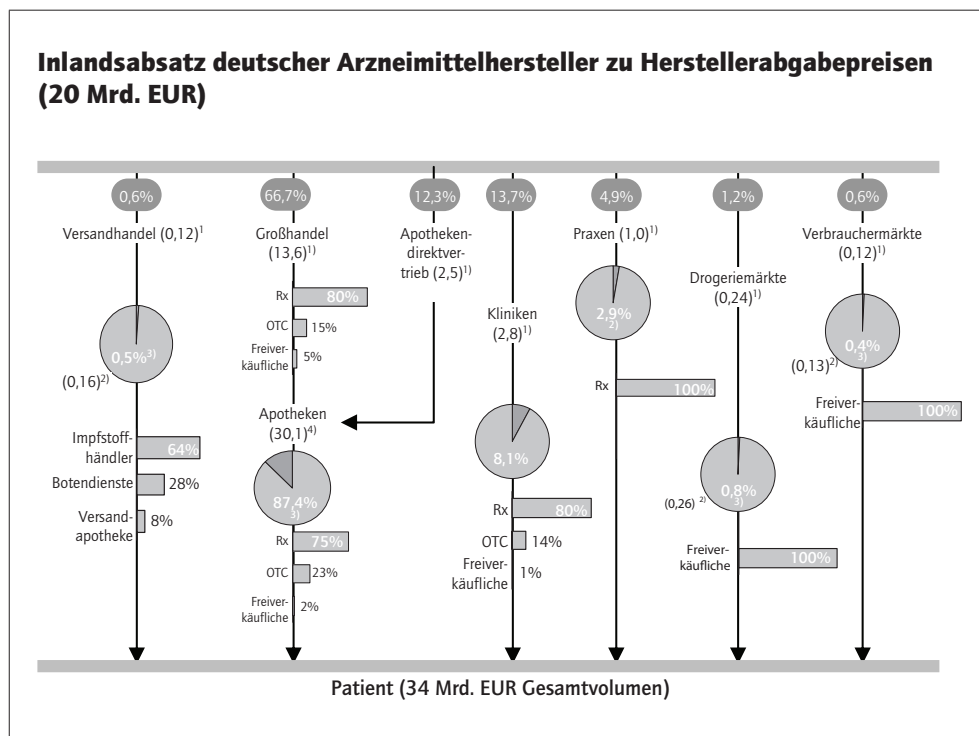 Inlandsabsatz deutscher Arzneimittelhersteller zu Herstellerabgabepreisen
(20 Mrd. EUR)
0,6%
66,7%
12,3%
13,7%
4,9%
1,2%
0,6%
Versandhandel (0,12)¹
0,5%³⁾
(0,16)²⁾
Impfstoff-
händler
64%
Botendienste
28%
Versand-
apotheke
8%
Großhandel
(13,6)¹⁾
Rx
80%
OTC
15%
Freiver-
käufliche
5%
Apotheken
(30,1)⁴⁾
87,4%
3)
Rx
75%
OTC
23%
Freiver-
käufliche
2%
Apotheken-
direktver-
trieb (2,5)¹⁾
Kliniken
(2,8)¹⁾
8,1%
Rx
80%
OTC
14%
Freiver-
käufliche
1%
Praxen (1,0)¹⁾
2,9%
2)
Rx
100%
Drogeriemärkte
(0,24)¹⁾
0,8%
3)
(0,26) ²⁾
Freiver-
käufliche
100%
Verbrauchermärkte
(0,12)¹⁾
0,4%
3)
(0,13)²⁾
Freiver-
käufliche
100%
Patient (34 Mrd. EUR Gesamtvolumen)